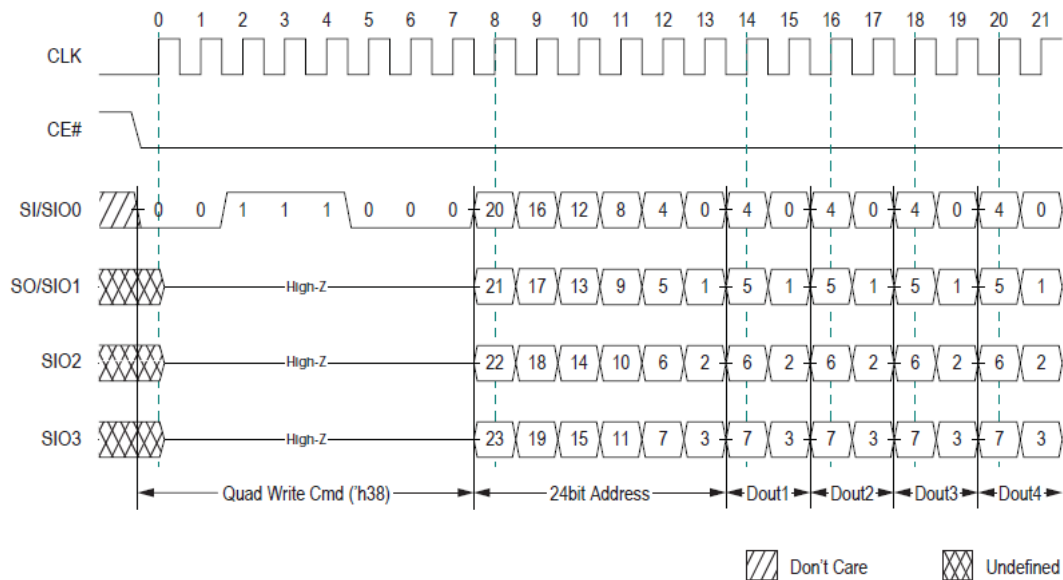 0 1 2 3 4 5 6 7 8 9 10 11 12 13 14 15 16 17 18 19 20 21
CLK
CE#
SI/SIO0 0 0 1 1 1 0 0 0 20 16 12 8 4 0 4 0 4 0 4 0 4 0
SO/SIO1 High-Z 21 17 13 9 5 1 5 1 5 1 5 1 5 1
SIO2 High-Z 22 18 14 10 6 2 6 2 6 2 6 2 6 2
SIO3 High-Z 23 19 15 11 7 3 7 3 7 3 7 3 7 3
Quad Write Cmd ('h38) 24bit Address Dout1 Dout2 Dout3 Dout4
Don't Care Undefined